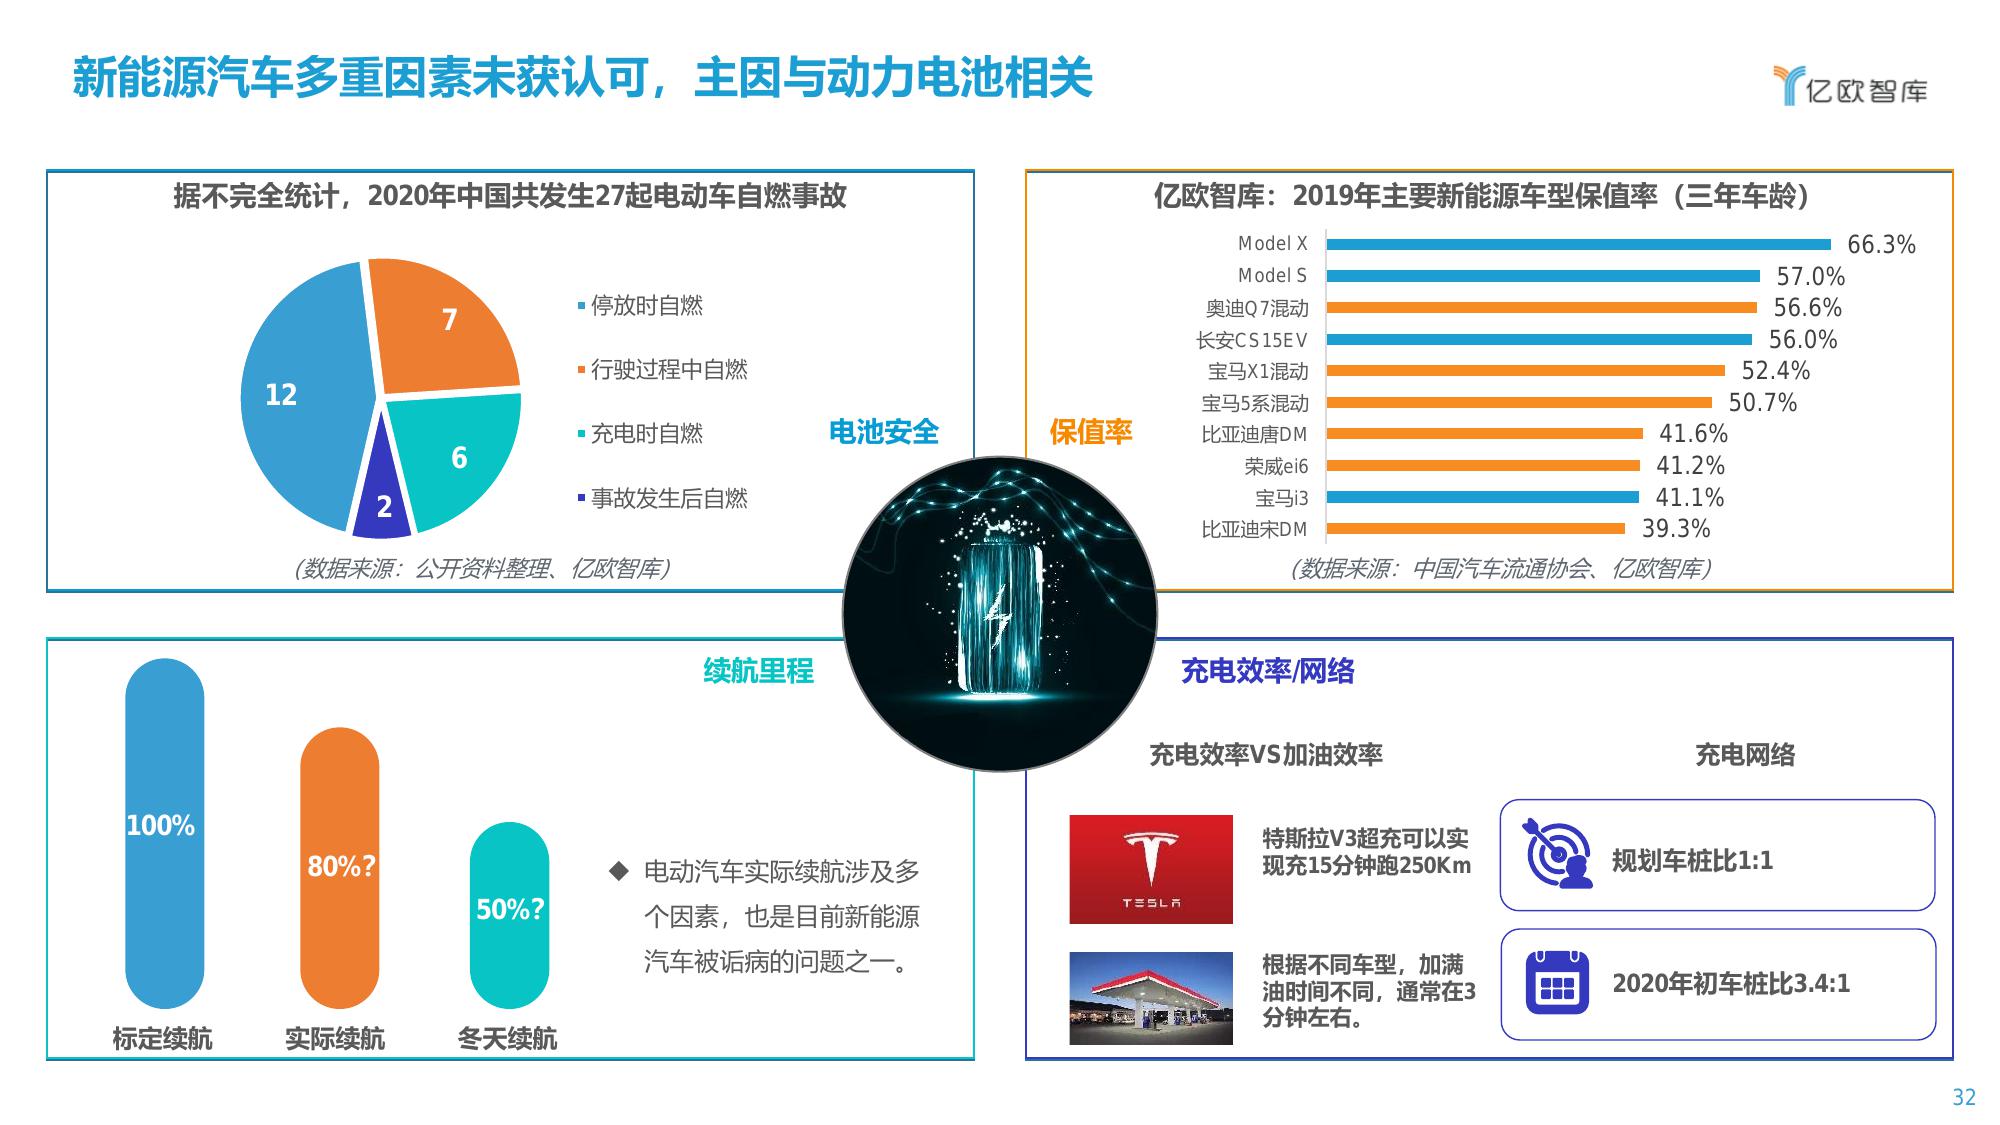 新能源汽车多重因素未获认可，主因与动力电池相关
亿欧智库
据不完全统计，2020年中国共发生27起电动车自燃事故
12
7
6
2
停放时自燃
行驶过程中自燃
充电时自燃
事故发生后自燃
电池安全
(数据来源：公开资料整理、亿欧智库)
亿欧智库：2019年主要新能源车型保值率（三年车龄）
Model X 66.3%
Model S 57.0%
奥迪Q7混动 56.6%
长安CS15EV 56.0%
宝马X1混动 52.4%
宝马5系混动 50.7%
比亚迪唐DM 41.6%
荣威ei6 41.2%
宝马i3 41.1%
比亚迪宋DM 39.3%
保值率
(数据来源：中国汽车流通协会、亿欧智库)
续航里程
100%
80%?
50%?
标定续航
实际续航
冬天续航
◆ 电动汽车实际续航涉及多
个因素，也是目前新能源
汽车被诟病的问题之一。
充电效率/网络
充电效率VS加油效率
TESLA
特斯拉V3超充可以实
现充15分钟跑250Km
根据不同车型，加满
油时间不同，通常在3
分钟左右。
充电网络
规划车桩比1:1
2020年初车桩比3.4:1
32